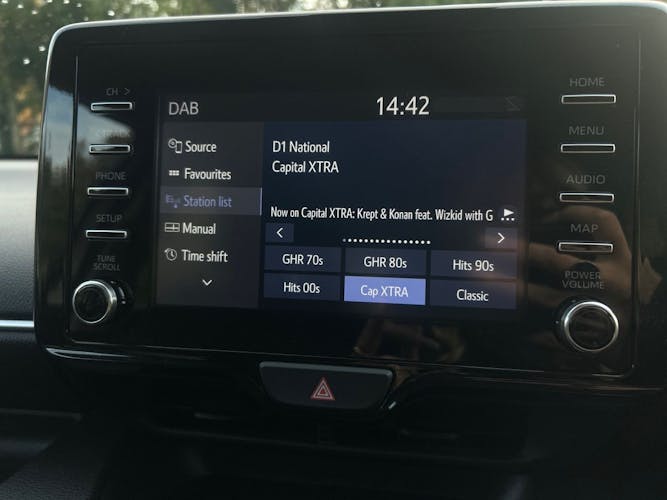 CH >
< TRACK
PHONE
SETUP
TUNE
SCROLL
DAB
14:42
Source
Favourites
Station list
Manual
Time shift
D1 National
Capital XTRA
Now on Capital XTRA: Krept & Konan feat. Wizkid with G
< >
GHR 70s GHR 80s Hits 90s
Hits 00s Cap XTRA Classic
HOME
MENU
AUDIO
MAP
POWER
VOLUME